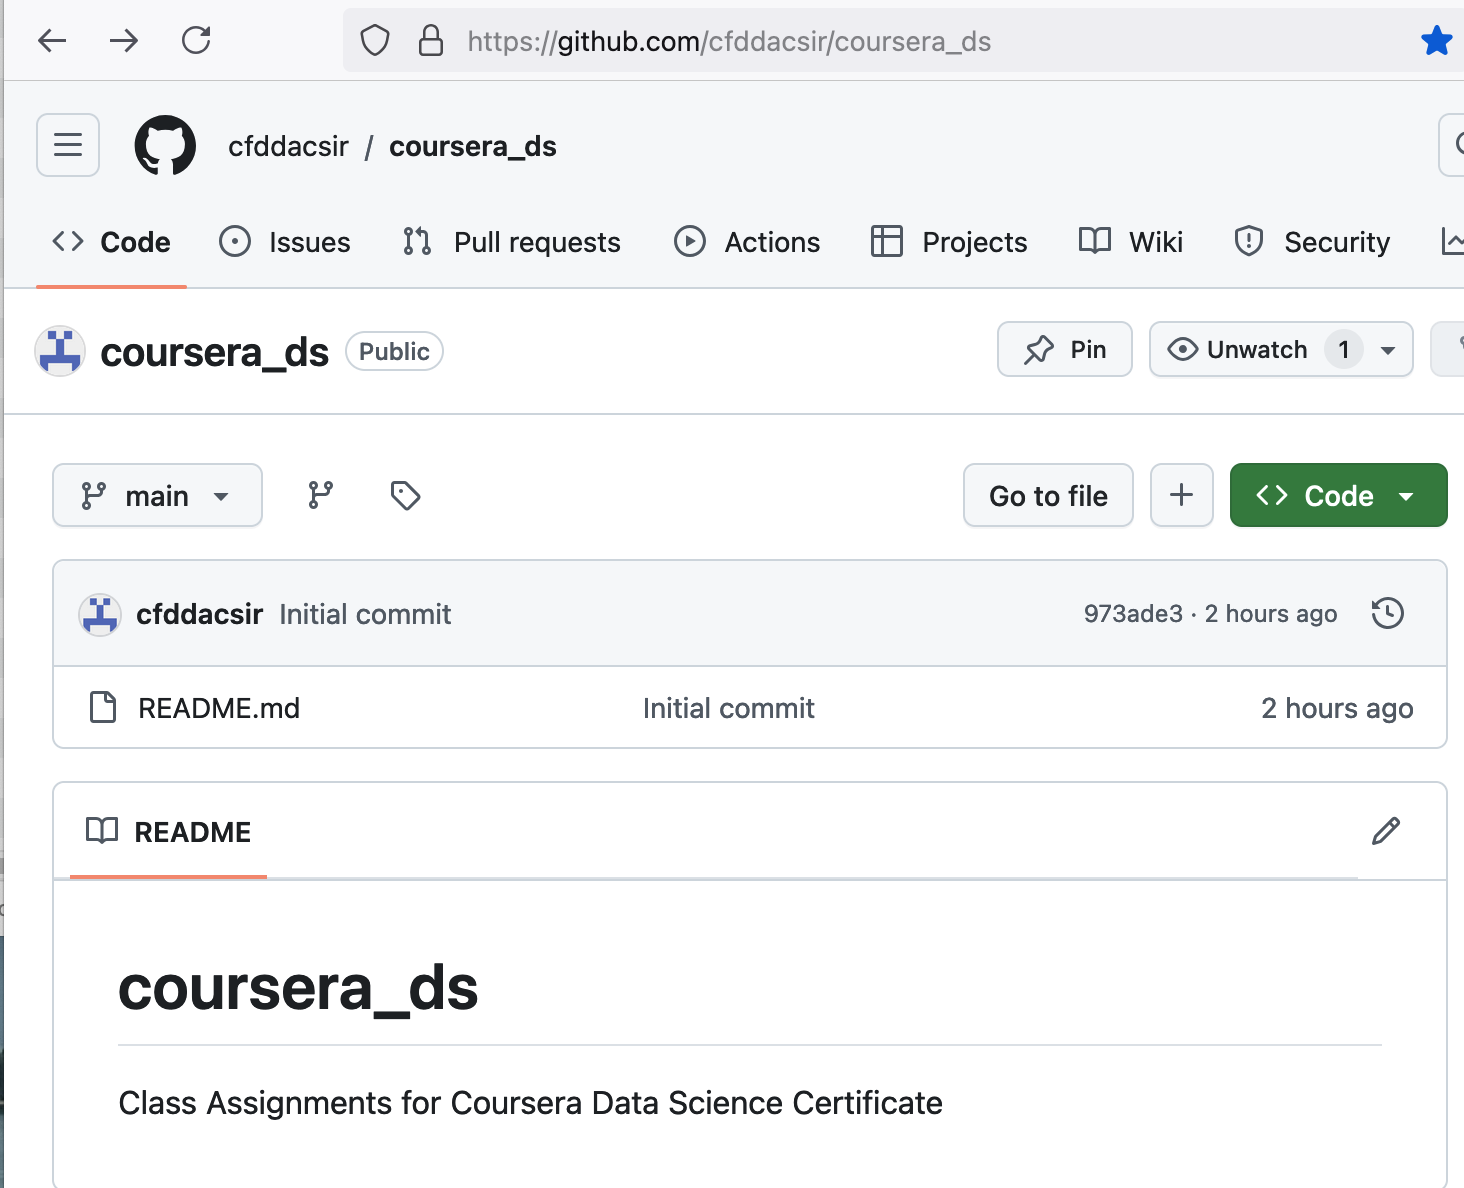 https://github.com/cfddacsir/coursera_ds
cfddacsir / coursera_ds
Code Issues Pull requests Actions Projects Wiki Security
coursera_ds Public Pin Unwatch 1
main Go to file Code
cfddacsir Initial commit 973ade3 · 2 hours ago
README.md Initial commit 2 hours ago
README
coursera_ds
Class Assignments for Coursera Data Science Certificate